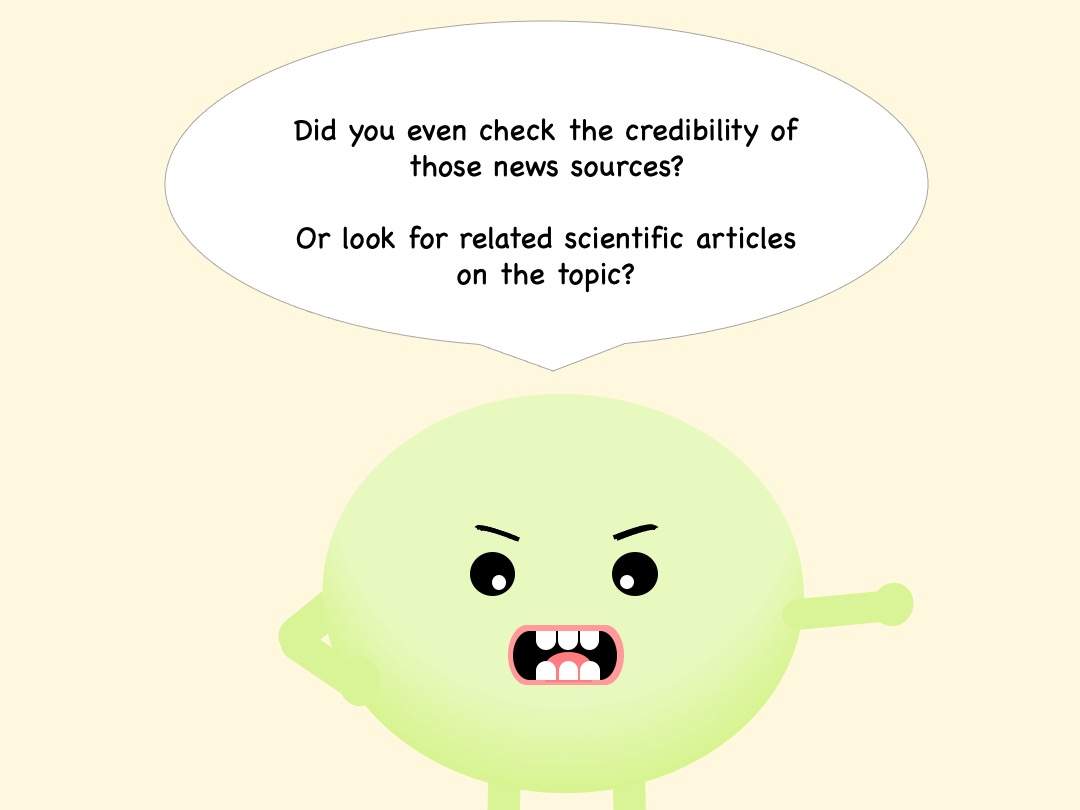 Did you even check the credibility of
those news sources?
Or look for related scientific articles
on the topic?